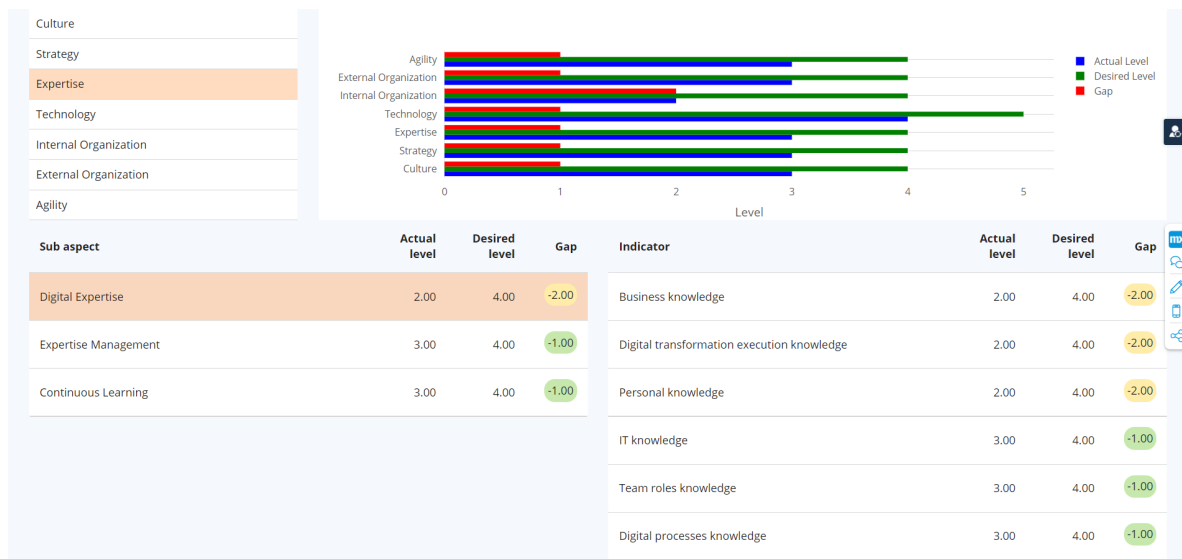 Culture
Strategy
Expertise
Technology
Internal Organization
External Organization
Agility
Agility
External Organization
Internal Organization
Technology
Expertise
Strategy
Culture
0 1 2 3 4 5
Level
Actual Level
Desired Level
Gap
Sub aspect Actual level Desired level Gap
Digital Expertise 2.00 4.00 -2.00
Expertise Management 3.00 4.00 -1.00
Continuous Learning 3.00 4.00 -1.00
Indicator Actual level Desired level Gap
Business knowledge 2.00 4.00 -2.00
Digital transformation execution knowledge 2.00 4.00 -2.00
Personal knowledge 2.00 4.00 -2.00
IT knowledge 3.00 4.00 -1.00
Team roles knowledge 3.00 4.00 -1.00
Digital processes knowledge 3.00 4.00 -1.00
mx